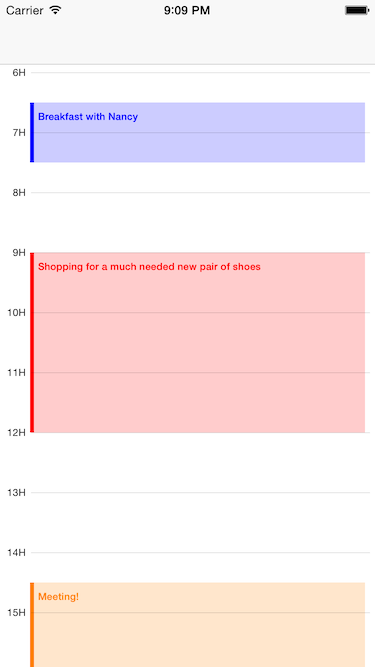 Carrier 9:09 PM
6H
Breakfast with Nancy
7H
8H
9H
Shopping for a much needed new pair of shoes
10H
11H
12H
13H
14H
Meeting!
15H